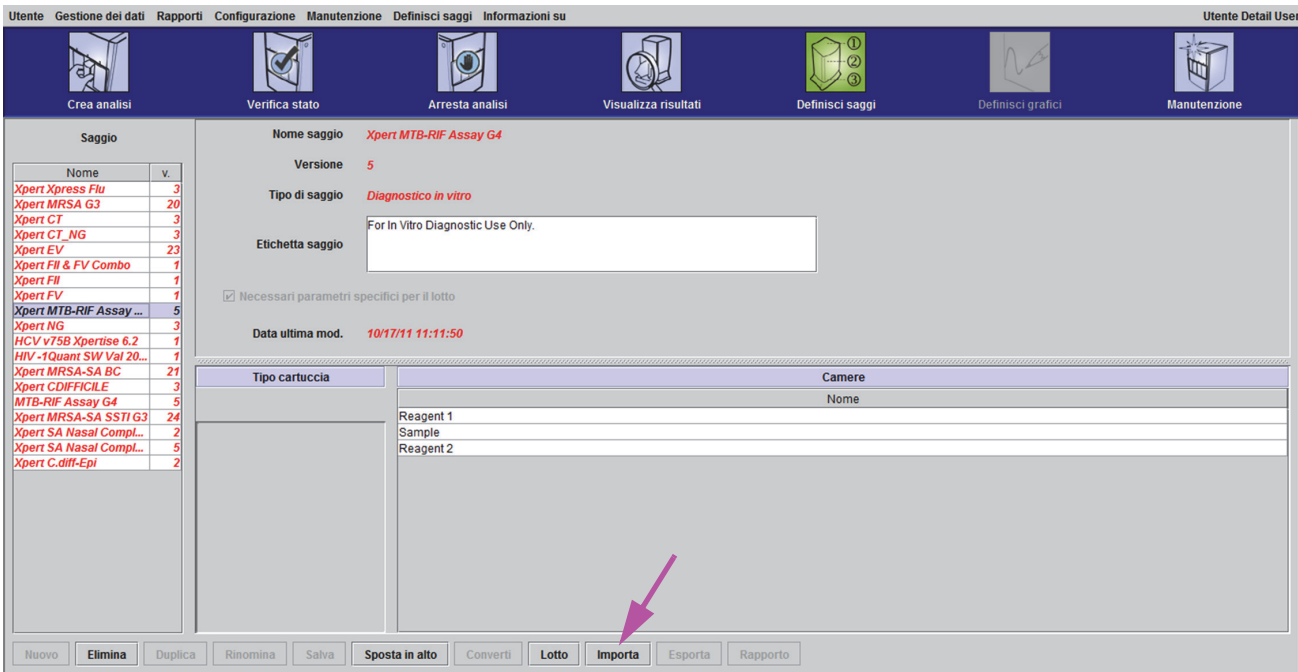 Utente Gestione dei dati Rapporti Configurazione Manutenzione Definisci saggi Informazioni su Utente Detail User
Crea analisi Verifica stato Arresta analisi Visualizza risultati Definisci saggi Definisci grafici Manutenzione
1
2
3
Saggio
Nome v.
Xpert Xpress Flu 3
Xpert MRSA G3 20
Xpert CT 3
Xpert CT_NG 3
Xpert EV 23
Xpert FII & FV Combo 1
Xpert FII 1
Xpert FV 1
Xpert MTB-RIF Assay ... 5
Xpert NG 3
HCV v75B Xpertise 6.2 1
HIV -1Quant SW Val 20... 1
Xpert MRSA-SA BC 21
Xpert CDIFFICILE 3
MTB-RIF Assay G4 5
Xpert MRSA-SA SSTI G3 24
Xpert SA Nasal Compl... 2
Xpert SA Nasal Compl... 5
Xpert C.diff-Epi 2
Nome saggio Xpert MTB-RIF Assay G4
Versione 5
Tipo di saggio Diagnostico in vitro
Etichetta saggio For In Vitro Diagnostic Use Only.
Necessari parametri specifici per il lotto
Data ultima mod. 10/17/11 11:11:50
Tipo cartuccia Camere
Nome
Reagent 1
Sample
Reagent 2
Nuovo Elimina Duplica Rinomina Salva Sposta in alto Converti Lotto Importa Esporta Rapporto